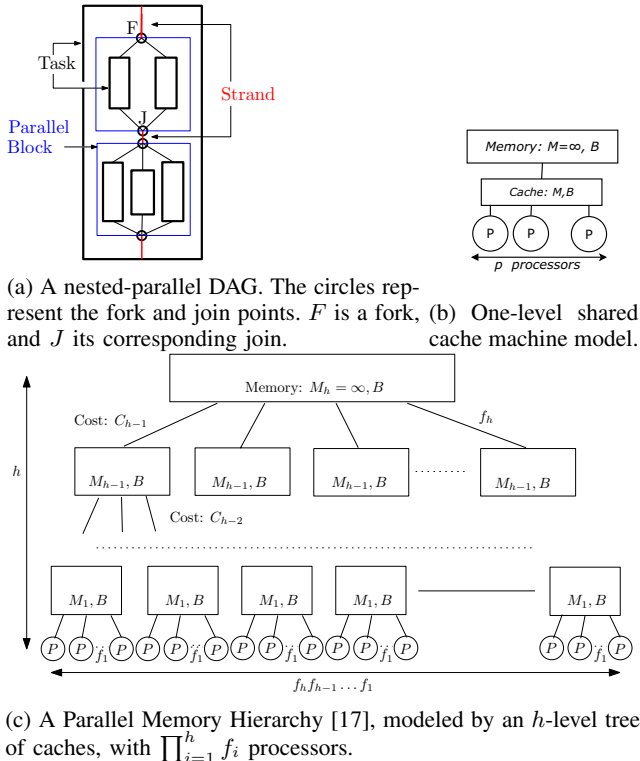 F
Task
Strand
J
Parallel
Block
Memory: M=∞, B
Cache: M,B
P P P
p processors
(a) A nested-parallel DAG. The circles rep-
resent the fork and join points. F is a fork,
and J its corresponding join.
(b) One-level shared
cache machine model.
Memory: M_h = ∞, B
Cost: C_{h−1}
f_h
h
M_{h−1}, B M_{h−1}, B M_{h−1}, B ......... M_{h−1}, B
Cost: C_{h−2}
M_1, B M_1, B M_1, B M_1, B M_1, B
P P ... P P P ... P P P ... P P P ... P P P ... P
f_1 f_1 f_1 f_1 f_1
f_h f_{h−1} ... f_1
(c) A Parallel Memory Hierarchy [17], modeled by an h-level tree
of caches, with ∏_{i=1}^{h} f_i processors.